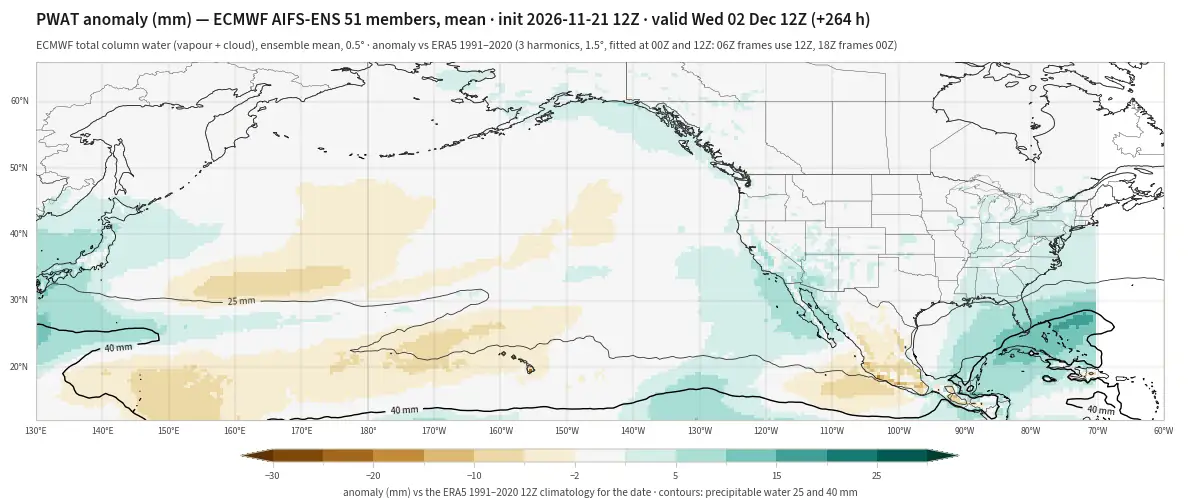 PWAT anomaly (mm) — ECMWF AIFS-ENS 51 members, mean · init 2026-11-21 12Z · valid Wed 02 Dec 12Z (+264 h)
ECMWF total column water (vapour + cloud), ensemble mean, 0.5° · anomaly vs ERA5 1991–2020 (3 harmonics, 1.5°, fitted at 00Z and 12Z: 06Z frames use 12Z, 18Z frames 00Z)
60°N
50°N
40°N
30°N
20°N
25 mm
40 mm
40 mm
40 mm
130°E 140°E 150°E 160°E 170°E 180° 170°W 160°W 150°W 140°W 130°W 120°W 110°W 100°W 90°W 80°W 70°W 60°W
−30 −20 −10 −2 5 15 25
anomaly (mm) vs the ERA5 1991–2020 12Z climatology for the date · contours: precipitable water 25 and 40 mm